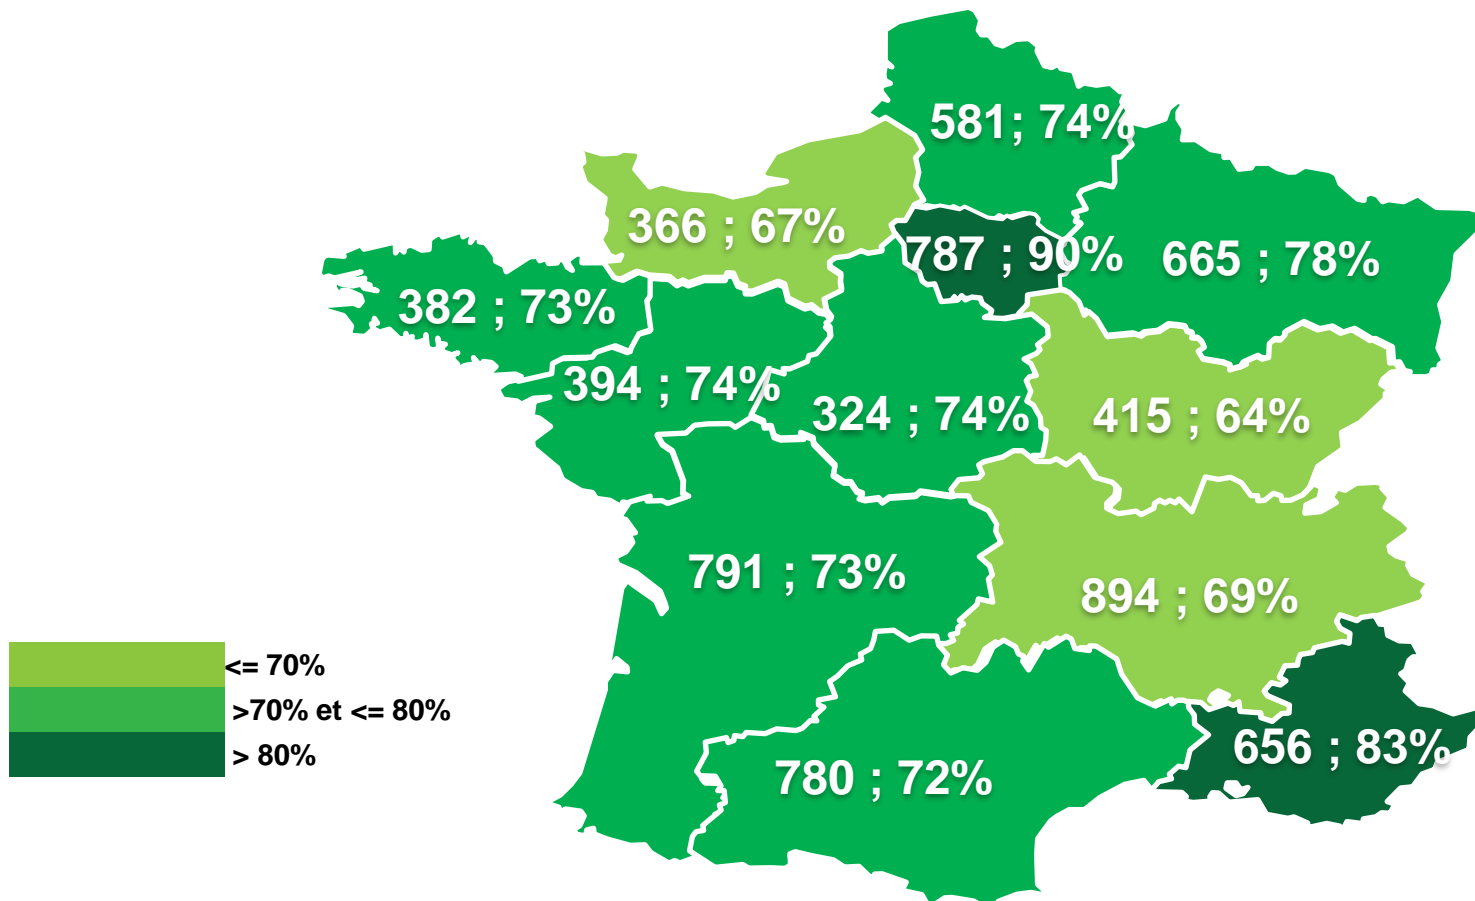 581; 74%
366 ; 67%
787 ; 90%
665 ; 78%
382 ; 73%
394 ; 74%
324 ; 74%
415 ; 64%
791 ; 73%
894 ; 69%
<= 70%
>70% et <= 80%
> 80%
656 ; 83%
780 ; 72%